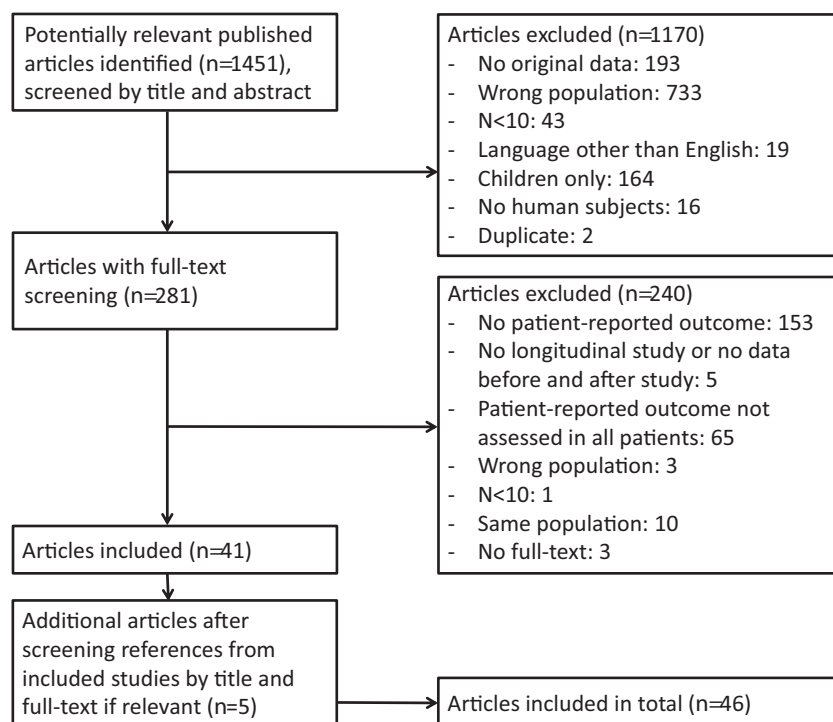 Potentially relevant published
articles identified (n=1451),
screened by title and abstract
Articles excluded (n=1170)
- No original data: 193
- Wrong population: 733
- N<10: 43
- Language other than English: 19
- Children only: 164
- No human subjects: 16
- Duplicate: 2
Articles with full-text
screening (n=281)
Articles excluded (n=240)
- No patient-reported outcome: 153
- No longitudinal study or no data
before and after study: 5
- Patient-reported outcome not
assessed in all patients: 65
- Wrong population: 3
- N<10: 1
- Same population: 10
- No full-text: 3
Articles included (n=41)
Additional articles after
screening references from
included studies by title and
full-text if relevant (n=5)
Articles included in total (n=46)